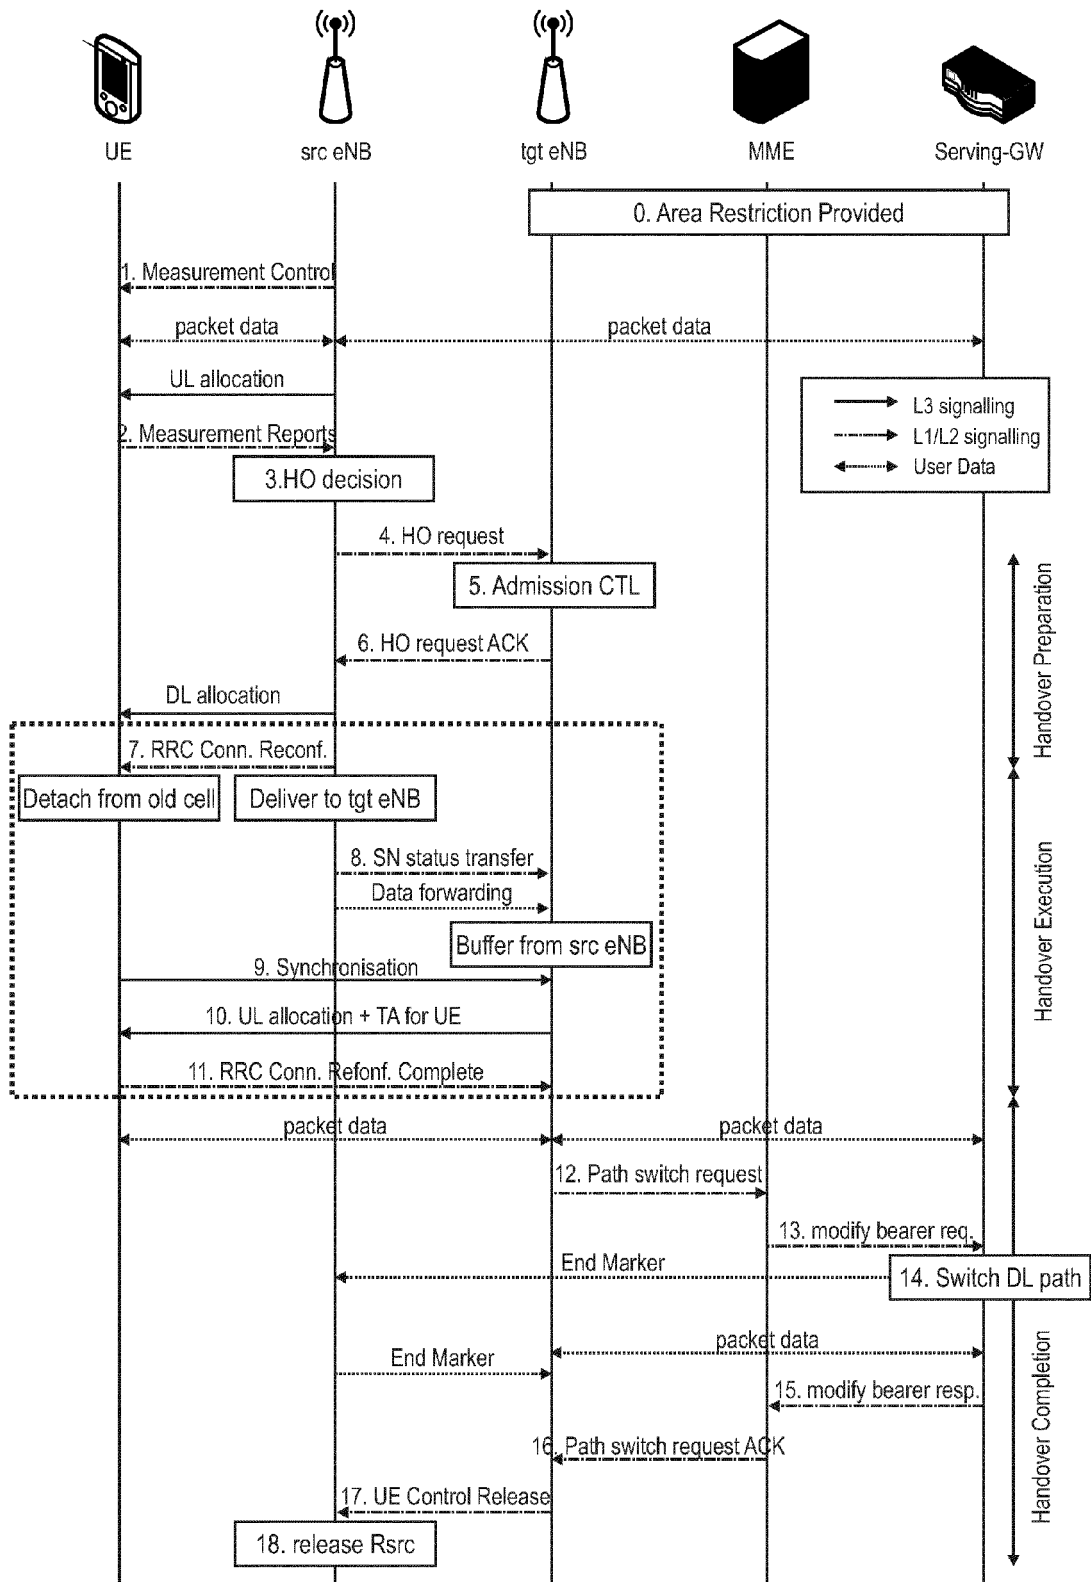 UE
src eNB
tgt eNB
MME
Serving-GW
0. Area Restriction Provided
1. Measurement Control
packet data
packet data
UL allocation
L3 signalling
L1/L2 signalling
User Data
2. Measurement Reports
3.HO decision
4. HO request
5. Admission CTL
6. HO request ACK
DL allocation
Handover Preparation
7. RRC Conn. Reconf.
Detach from old cell
Deliver to tgt eNB
8. SN status transfer
Data forwarding
Buffer from src eNB
9. Synchronisation
10. UL allocation + TA for UE
11. RRC Conn. Refonf. Complete
Handover Execution
packet data
packet data
12. Path switch request
13. modify bearer req.
End Marker
14. Switch DL path
packet data
End Marker
15. modify bearer resp.
16. Path switch request ACK
17. UE Control Release
18. release Rsrc
Handover Completion